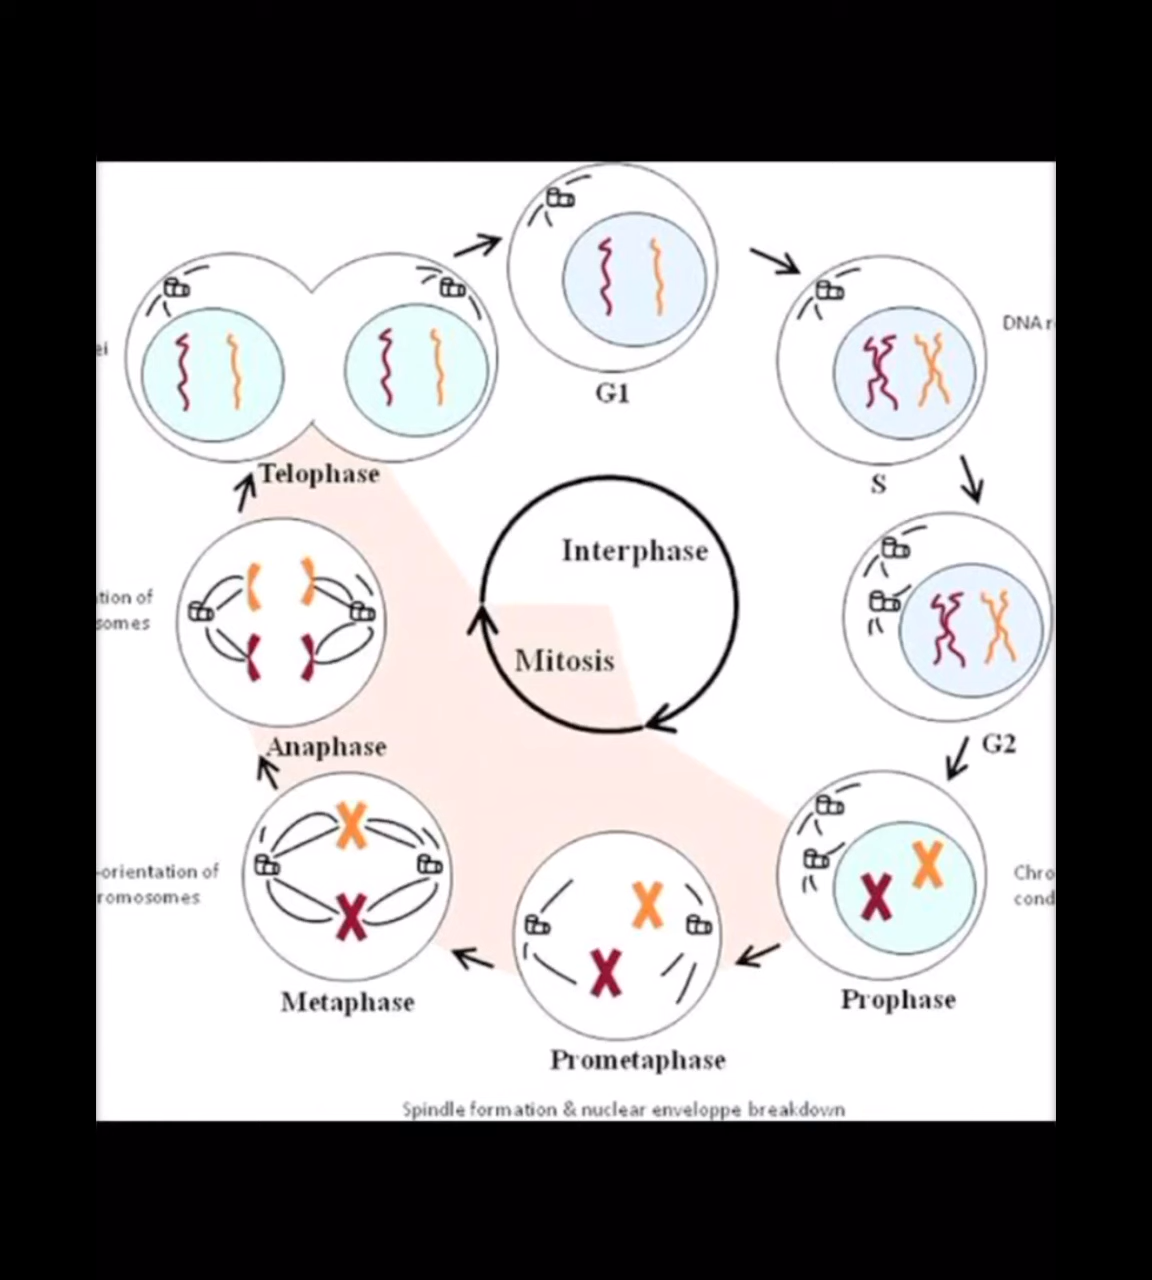 G1
DNA r
S
ei
Telophase
Interphase
tion of
somes
Mitosis
G2
Anaphase
-orientation of
romosomes
Chro
cond
Metaphase
Prophase
Prometaphase
Spindle formation & nuclear enveloppe breakdown